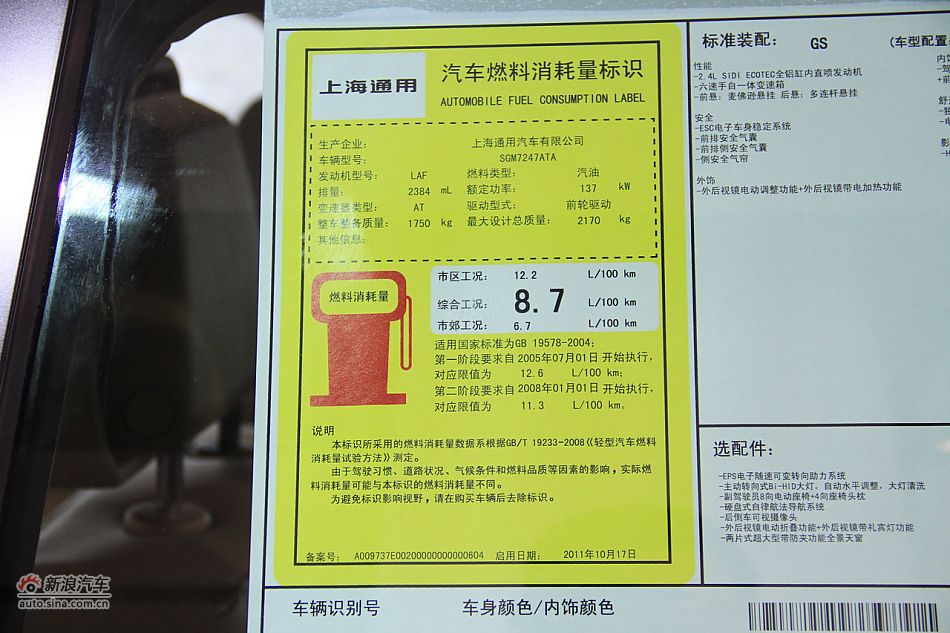 上海通用
汽车燃料消耗量标识
AUTOMOBILE FUEL CONSUMPTION LABEL
生产企业： 上海通用汽车有限公司
车辆型号： SGM7247ATA
发动机型号： LAF 燃料类型： 汽油
排量： 2384 mL 额定功率： 137 kW
变速器类型： AT 驱动型式： 前轮驱动
整车整备质量： 1750 kg 最大设计总质量： 2170 kg
其他信息：
燃料消耗量
市区工况： 12.2 L/100 km
综合工况： 8.7 L/100 km
市郊工况： 6.7 L/100 km
适用国家标准为GB 19578-2004；
第一阶段要求自2005年07月01日 开始执行，
对应限值为 12.6 L/100 km；
第二阶段要求自2008年01月01日 开始执行，
对应限值为 11.3 L/100 km。
说明
本标识所采用的燃料消耗量数据系根据GB/T 19233-2008《轻型汽车燃料
消耗量试验方法》测定。
由于驾驶习惯、道路状况、气候条件和燃料品质等因素的影响，实际燃
料消耗量可能与本标识的燃料消耗量不同。
为避免标识影响视野，请在购买车辆后去除标识。
备案号： A009737E00200000000000604 启用日期： 2011年10月17日
标准装配： GS （车型配置
性能
-2.4L SIDI ECOTEC全铝缸内直喷发动机
-六速手自一体变速箱
-前悬：麦佛逊悬挂 后悬：多连杆悬挂
安全
-ESC电子车身稳定系统
-前排安全气囊
-前排侧安全气囊
-侧安全气帘
外饰
-外后视镜电动调整功能+外后视镜带电加热功能
选配件：
-EPS电子随速可变转向助力系统
-主动转向式Bi-HID大灯，自动水平调整，大灯清洗
-副驾驶员8向电动座椅+4向座椅头枕
-硬盘式自律航法导航系统
-后倒车可视摄像头
-外后视镜电动折叠功能+外后视镜带礼宾灯功能
-两片式超大型带防夹功能全景天窗
车辆识别号 车身颜色/内饰颜色
新浪汽车
auto.sina.com.cn